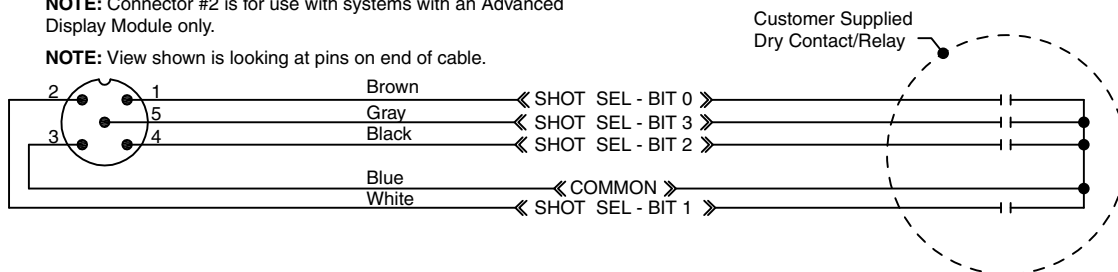 NOTE: Connector #2 is for use with systems with an Advanced
Display Module only.
NOTE: View shown is looking at pins on end of cable.
Customer Supplied
Dry Contact/Relay
2 1 Brown SHOT SEL - BIT 0
5 Gray SHOT SEL - BIT 3
3 4 Black SHOT SEL - BIT 2
Blue COMMON
White SHOT SEL - BIT 1